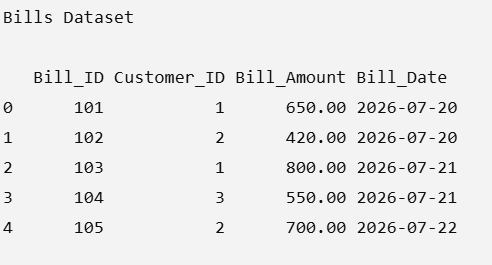 Bills Dataset
Bill_ID Customer_ID Bill_Amount Bill_Date
0 101 1 650.00 2026-07-20
1 102 2 420.00 2026-07-20
2 103 1 800.00 2026-07-21
3 104 3 550.00 2026-07-21
4 105 2 700.00 2026-07-22